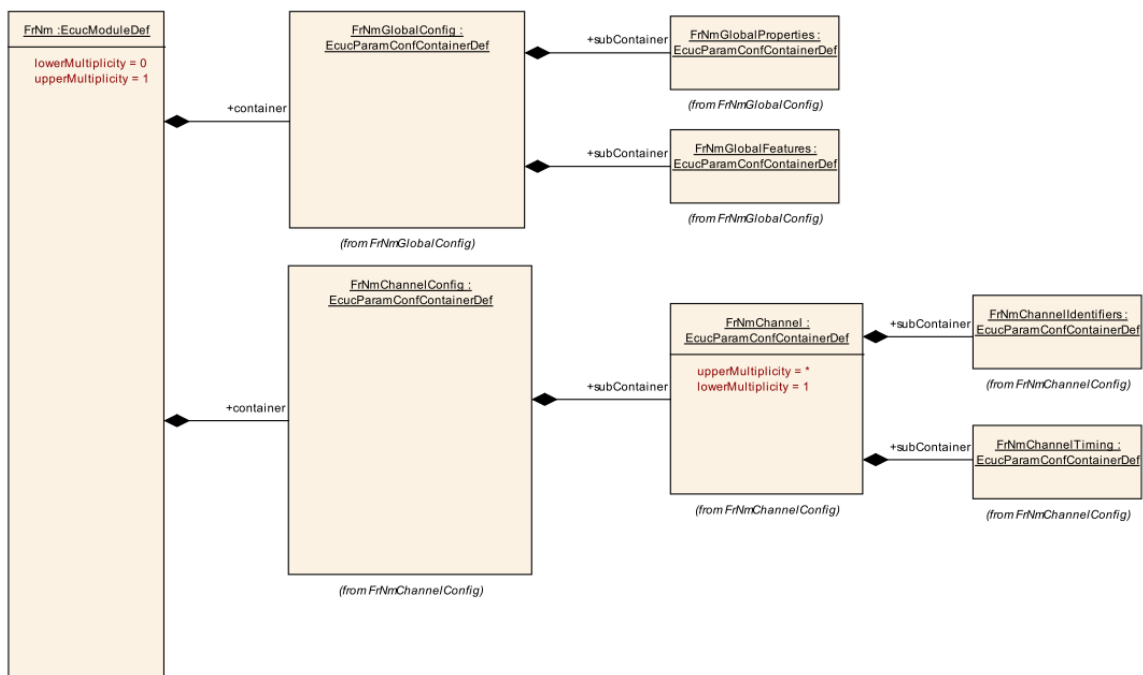 FrNm :EcucModuleDef
lowerMultiplicity = 0
upperMultiplicity = 1
+container
FrNmGlobalConfig :
EcucParamConfContainerDef
(from FrNmGlobalConfig)
+subContainer
FrNmGlobalProperties :
EcucParamConfContainerDef
(from FrNmGlobalConfig)
+subContainer
FrNmGlobalFeatures :
EcucParamConfContainerDef
(from FrNmGlobalConfig)
+container
FrNmChannelConfig :
EcucParamConfContainerDef
(from FrNmChannelConfig)
+subContainer
FrNmChannel :
EcucParamConfContainerDef
upperMultiplicity = *
lowerMultiplicity = 1
(from FrNmChannelConfig)
+subContainer
FrNmChannelIdentifiers :
EcucParamConfContainerDef
(from FrNmChannelConfig)
+subContainer
FrNmChannelTiming :
EcucParamConfContainerDef
(from FrNmChannelConfig)